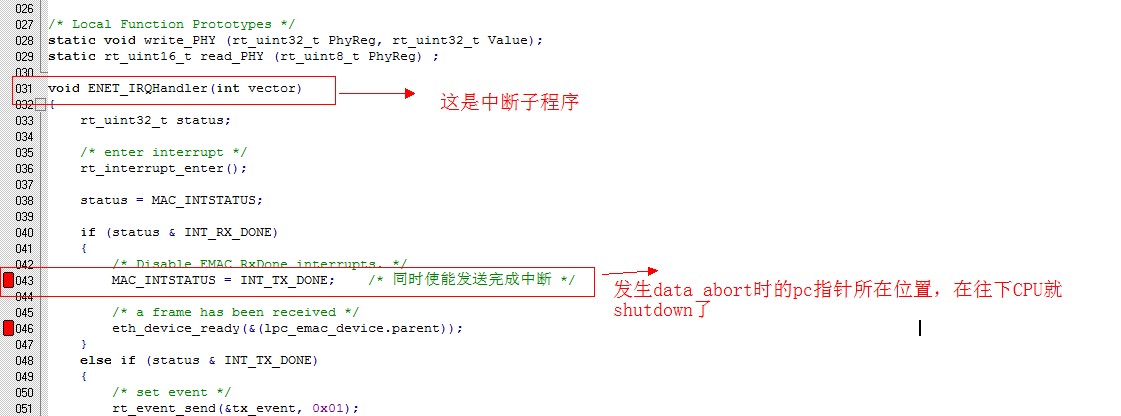 026
027 /* Local Function Prototypes */
028 static void write_PHY (rt_uint32_t PhyReg, rt_uint32_t Value);
029 static rt_uint16_t read_PHY (rt_uint8_t PhyReg) ;
030
031 void ENET_IRQHandler(int vector)
这是中断子程序
032 {
033 rt_uint32_t status;
034
035 /* enter interrupt */
036 rt_interrupt_enter();
037
038 status = MAC_INTSTATUS;
039
040 if (status & INT_RX_DONE)
041 {
042 /* Disable EMAC RxDone interrupts. */
043 MAC_INTSTATUS = INT_TX_DONE; /* 同时使能发送完成中断 */
发生data abort时的pc指针所在位置，在往下CPU就
shutdown了
044
045 /* a frame has been received */
046 eth_device_ready(&(lpc_emac_device.parent));
047 }
048 else if (status & INT_TX_DONE)
049 {
050 /* set event */
051 rt_event_send(&tx_event, 0x01);